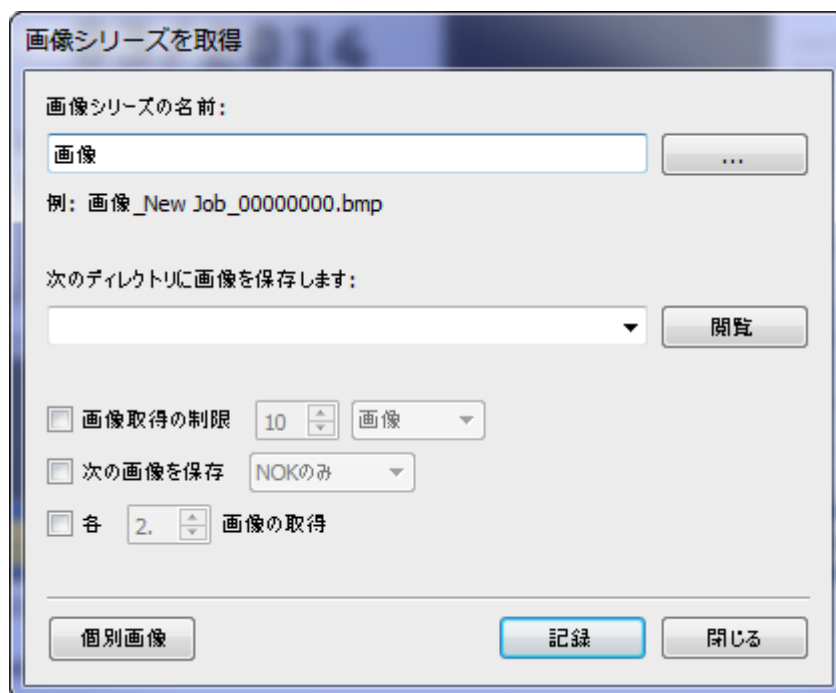 画像シリーズを取得
2014
画像シリーズの名前:
画像
...
例: 画像_New Job_00000000.bmp
次のディレクトリに画像を保存します:
閲覧
画像取得の制限 10 画像
次の画像を保存 NOKのみ
各 2. 画像の取得
個別画像 記録 閉じる